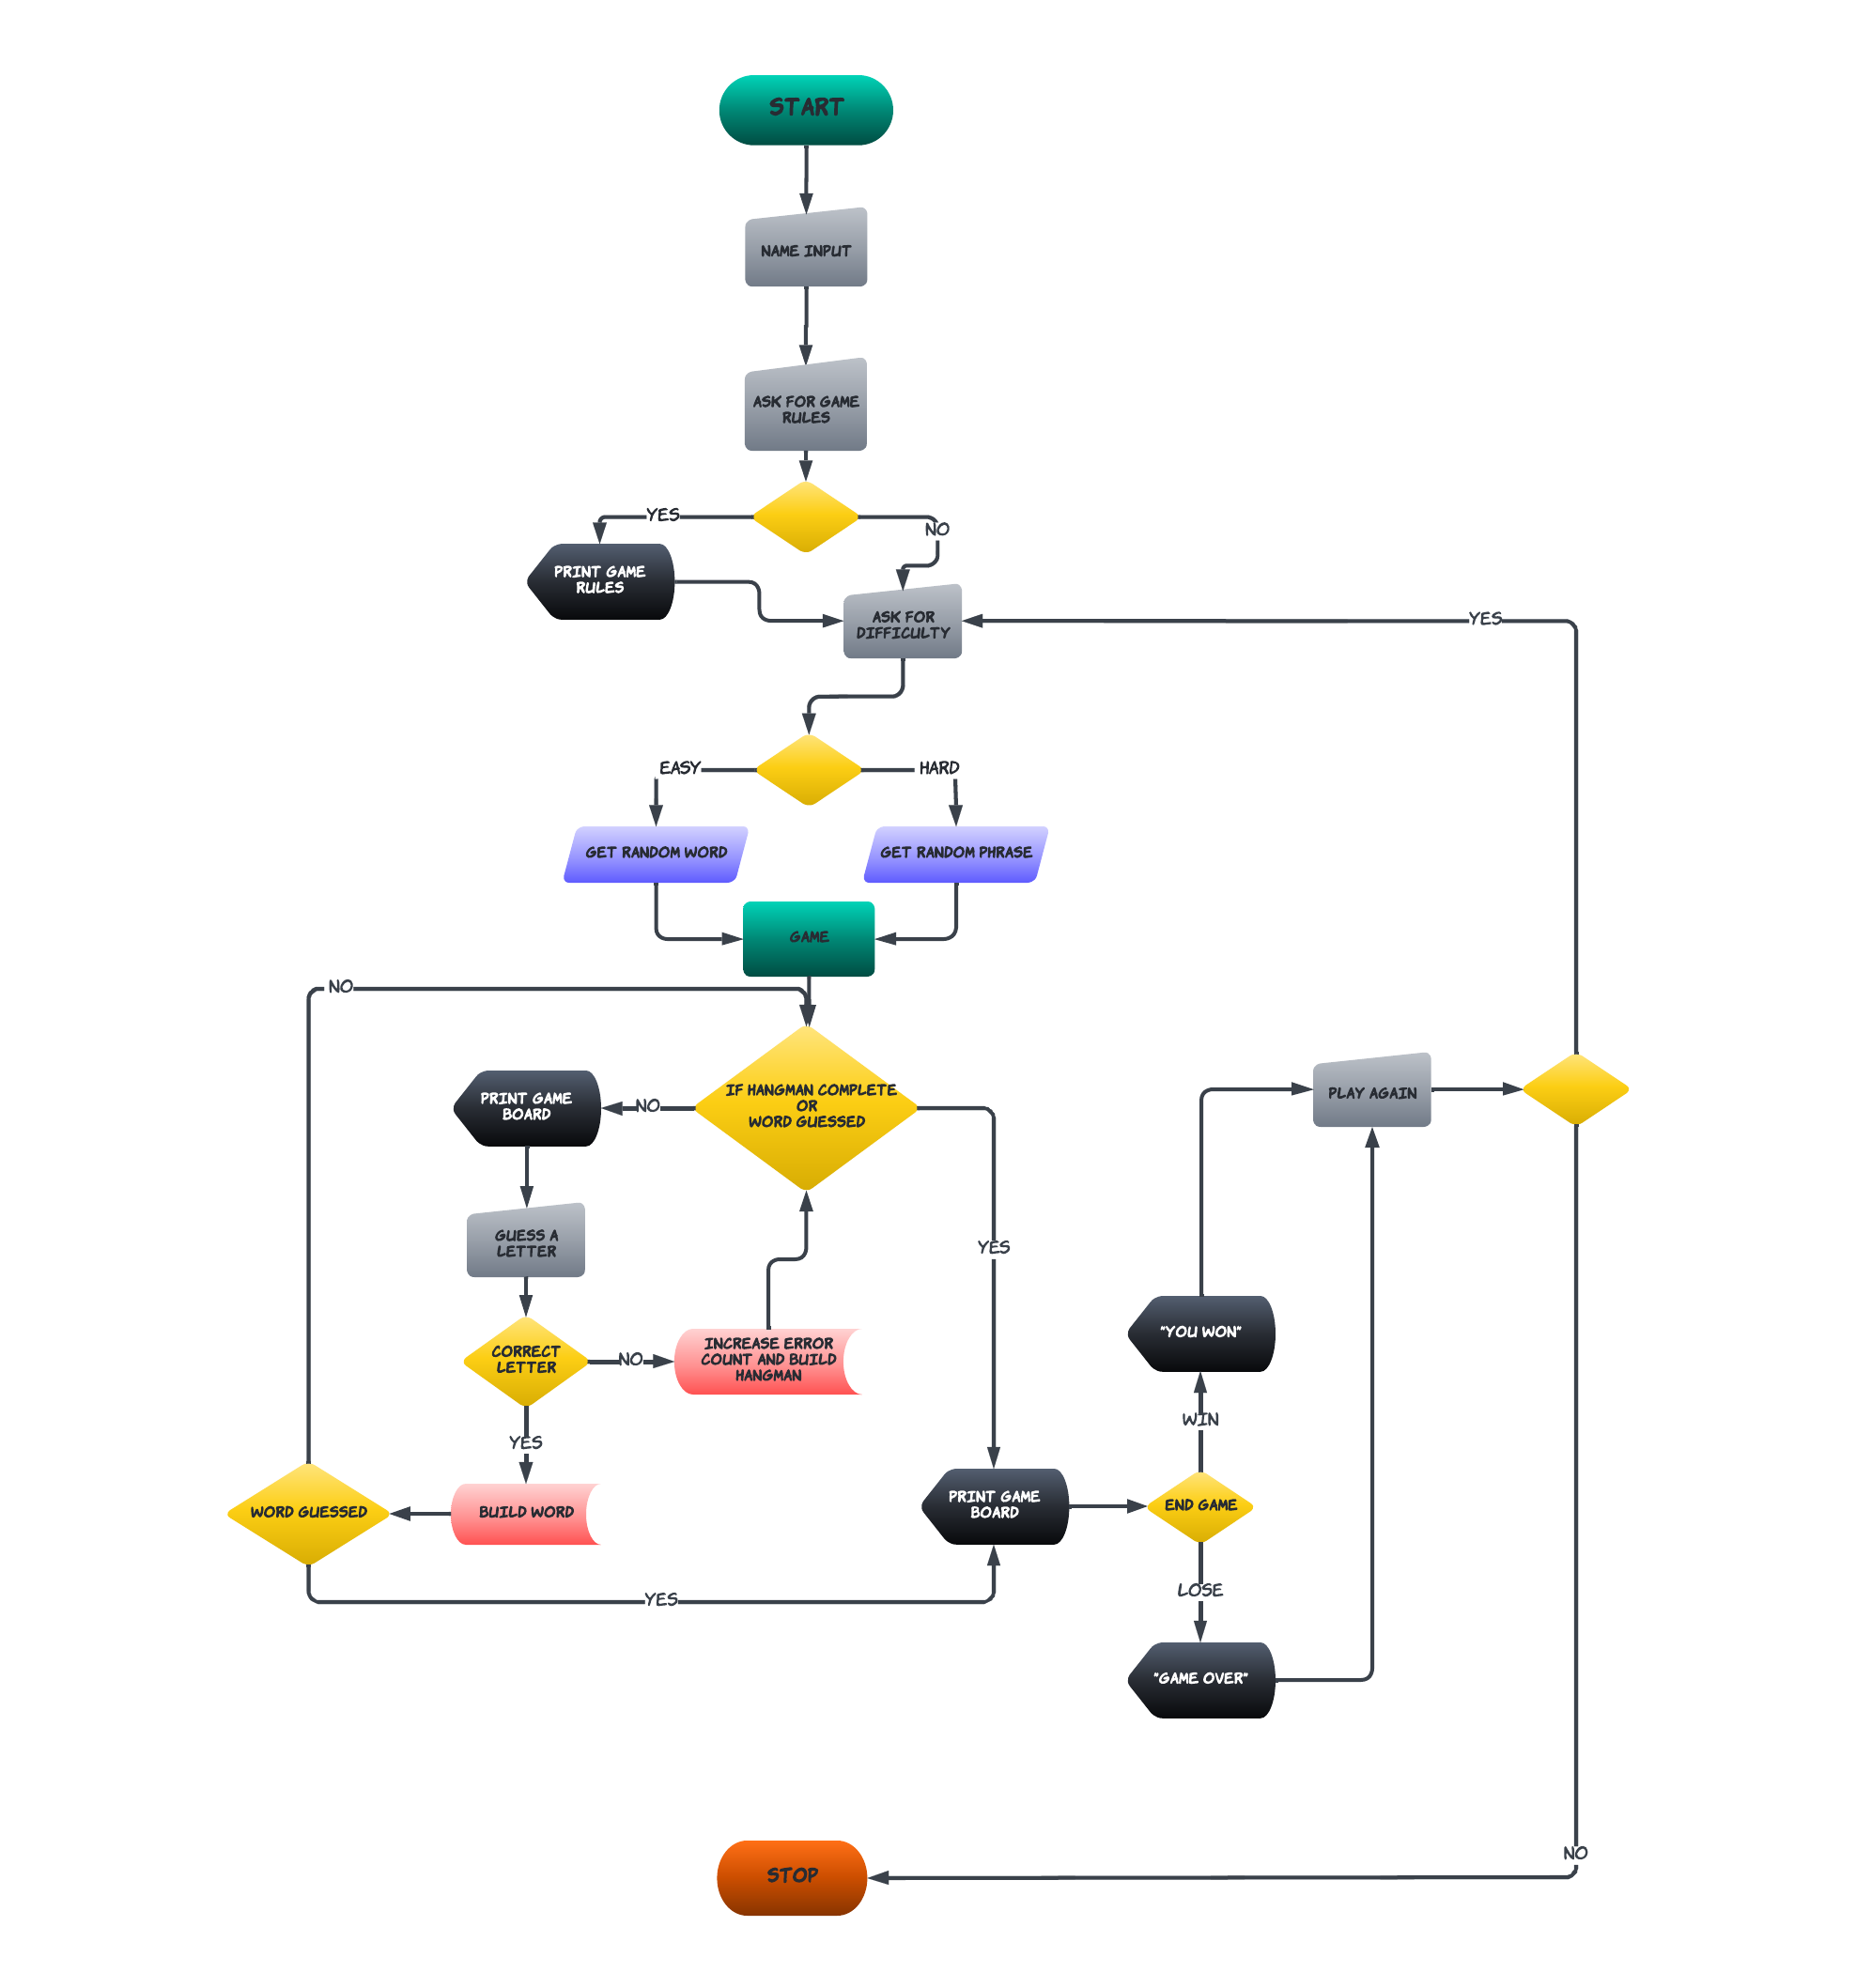 START
NAME INPUT
ASK FOR GAME
RULES
YES
NO
PRINT GAME
RULES
ASK FOR
DIFFICULTY
YES
EASY
HARD
GET RANDOM WORD
GET RANDOM PHRASE
GAME
NO
IF HANGMAN COMPLETE
OR
WORD GUESSED
NO
PRINT GAME
BOARD
PLAY AGAIN
GUESS A
LETTER
YES
CORRECT
LETTER
NO
INCREASE ERROR
COUNT AND BUILD
HANGMAN
"YOU WON"
WIN
YES
WORD GUESSED
BUILD WORD
PRINT GAME
BOARD
END GAME
YES
LOSE
"GAME OVER"
NO
STOP